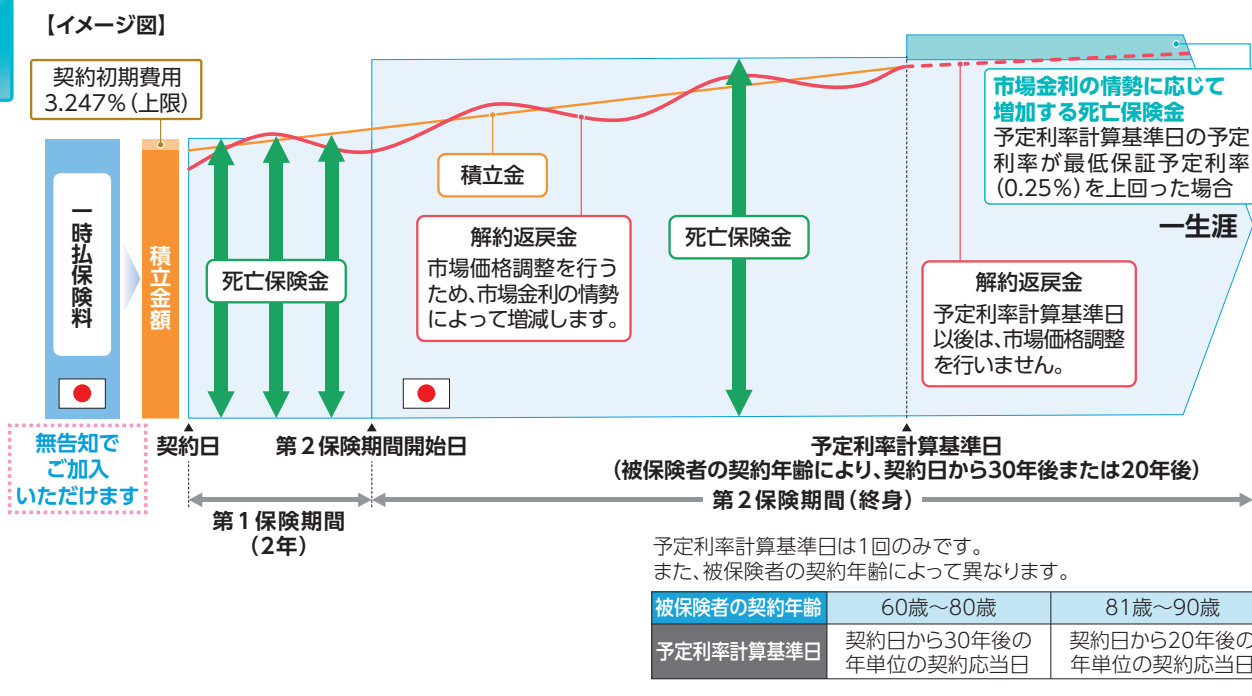 【イメージ図】
契約初期費用
3.247%(上限)
一時払保険料
積立金額
死亡保険金
積立金
解約返戻金
市場価格調整を行う
ため、市場金利の情勢
によって増減します。
死亡保険金
市場金利の情勢に応じて
増加する死亡保険金
予定利率計算基準日の予定
利率が最低保証予定利率
(0.25%)を上回った場合
一生涯
解約返戻金
予定利率計算基準日
以後は、市場価格調整
を行いません。
無告知で
ご加入
いただけます
契約日
第2保険期間開始日
予定利率計算基準日
(被保険者の契約年齢により、契約日から30年後または20年後)
第1保険期間
(2年)
第2保険期間(終身)
予定利率計算基準日は1回のみです。
また、被保険者の契約年齢によって異なります。
被保険者の契約年齢 60歳~80歳 81歳~90歳
予定利率計算基準日
契約日から30年後の
年単位の契約応当日
契約日から20年後の
年単位の契約応当日